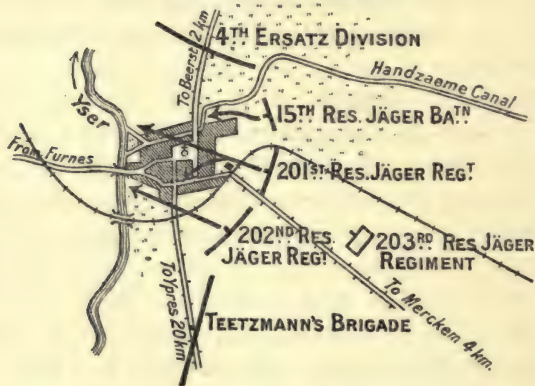 4TH ERSATZ DIVISION
To Beerst 2 km
Handzaeme Canal
Yser
15TH RES. JÄGER BATN
From Furnes
201ST RES. JÄGER REGT
202ND RES.
JÄGER REGT
203RD RES. JÄGER
REGIMENT
To Ypres 20 km
To Merckem 4 km.
TEETZMANN'S BRIGADE